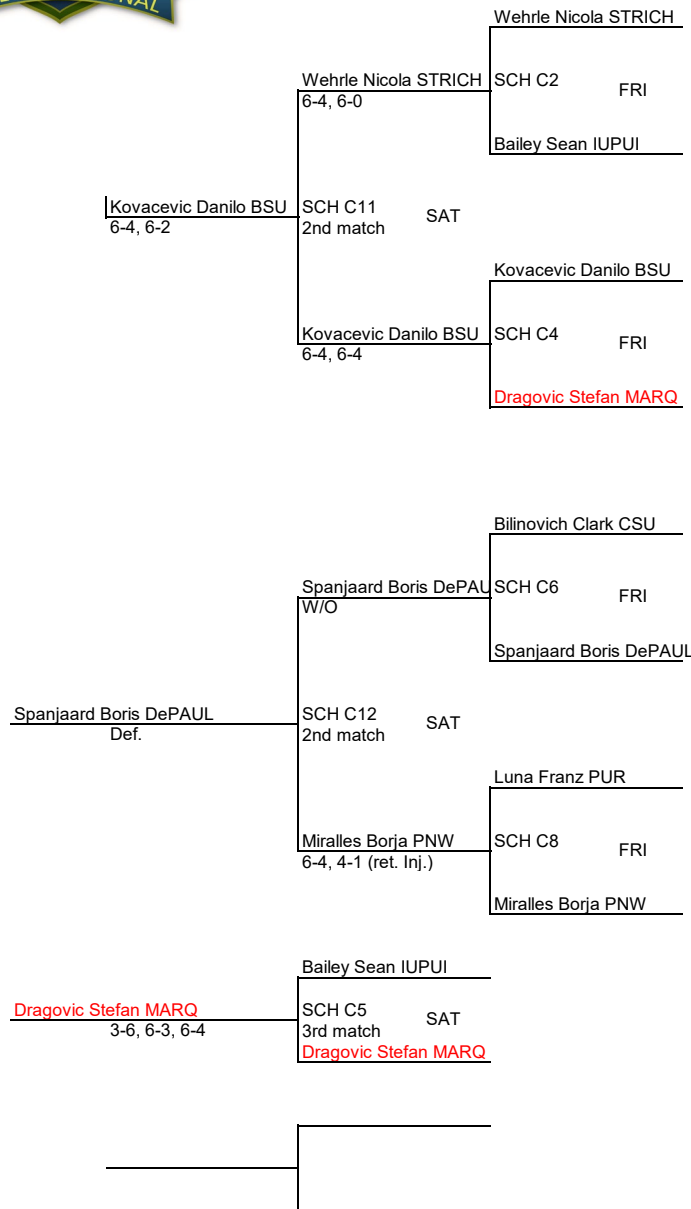 NAL
Wehrle Nicola STRICH
Wehrle Nicola STRICH
SCH C2
FRI
6-4, 6-0
Bailey Sean IUPUI
Kovacevic Danilo BSU
SCH C11
SAT
6-4, 6-2
2nd match
Kovacevic Danilo BSU
Kovacevic Danilo BSU
SCH C4
FRI
6-4, 6-4
Dragovic Stefan MARQ
Bilinovich Clark CSU
Spanjaard Boris DePAU
SCH C6
FRI
W/O
Spanjaard Boris DePAUL
Spanjaard Boris DePAUL
SCH C12
SAT
Def.
2nd match
Luna Franz PUR
Miralles Borja PNW
SCH C8
FRI
6-4, 4-1 (ret. Inj.)
Miralles Borja PNW
Bailey Sean IUPUI
Dragovic Stefan MARQ
SCH C5
SAT
3-6, 6-3, 6-4
3rd match
Dragovic Stefan MARQ